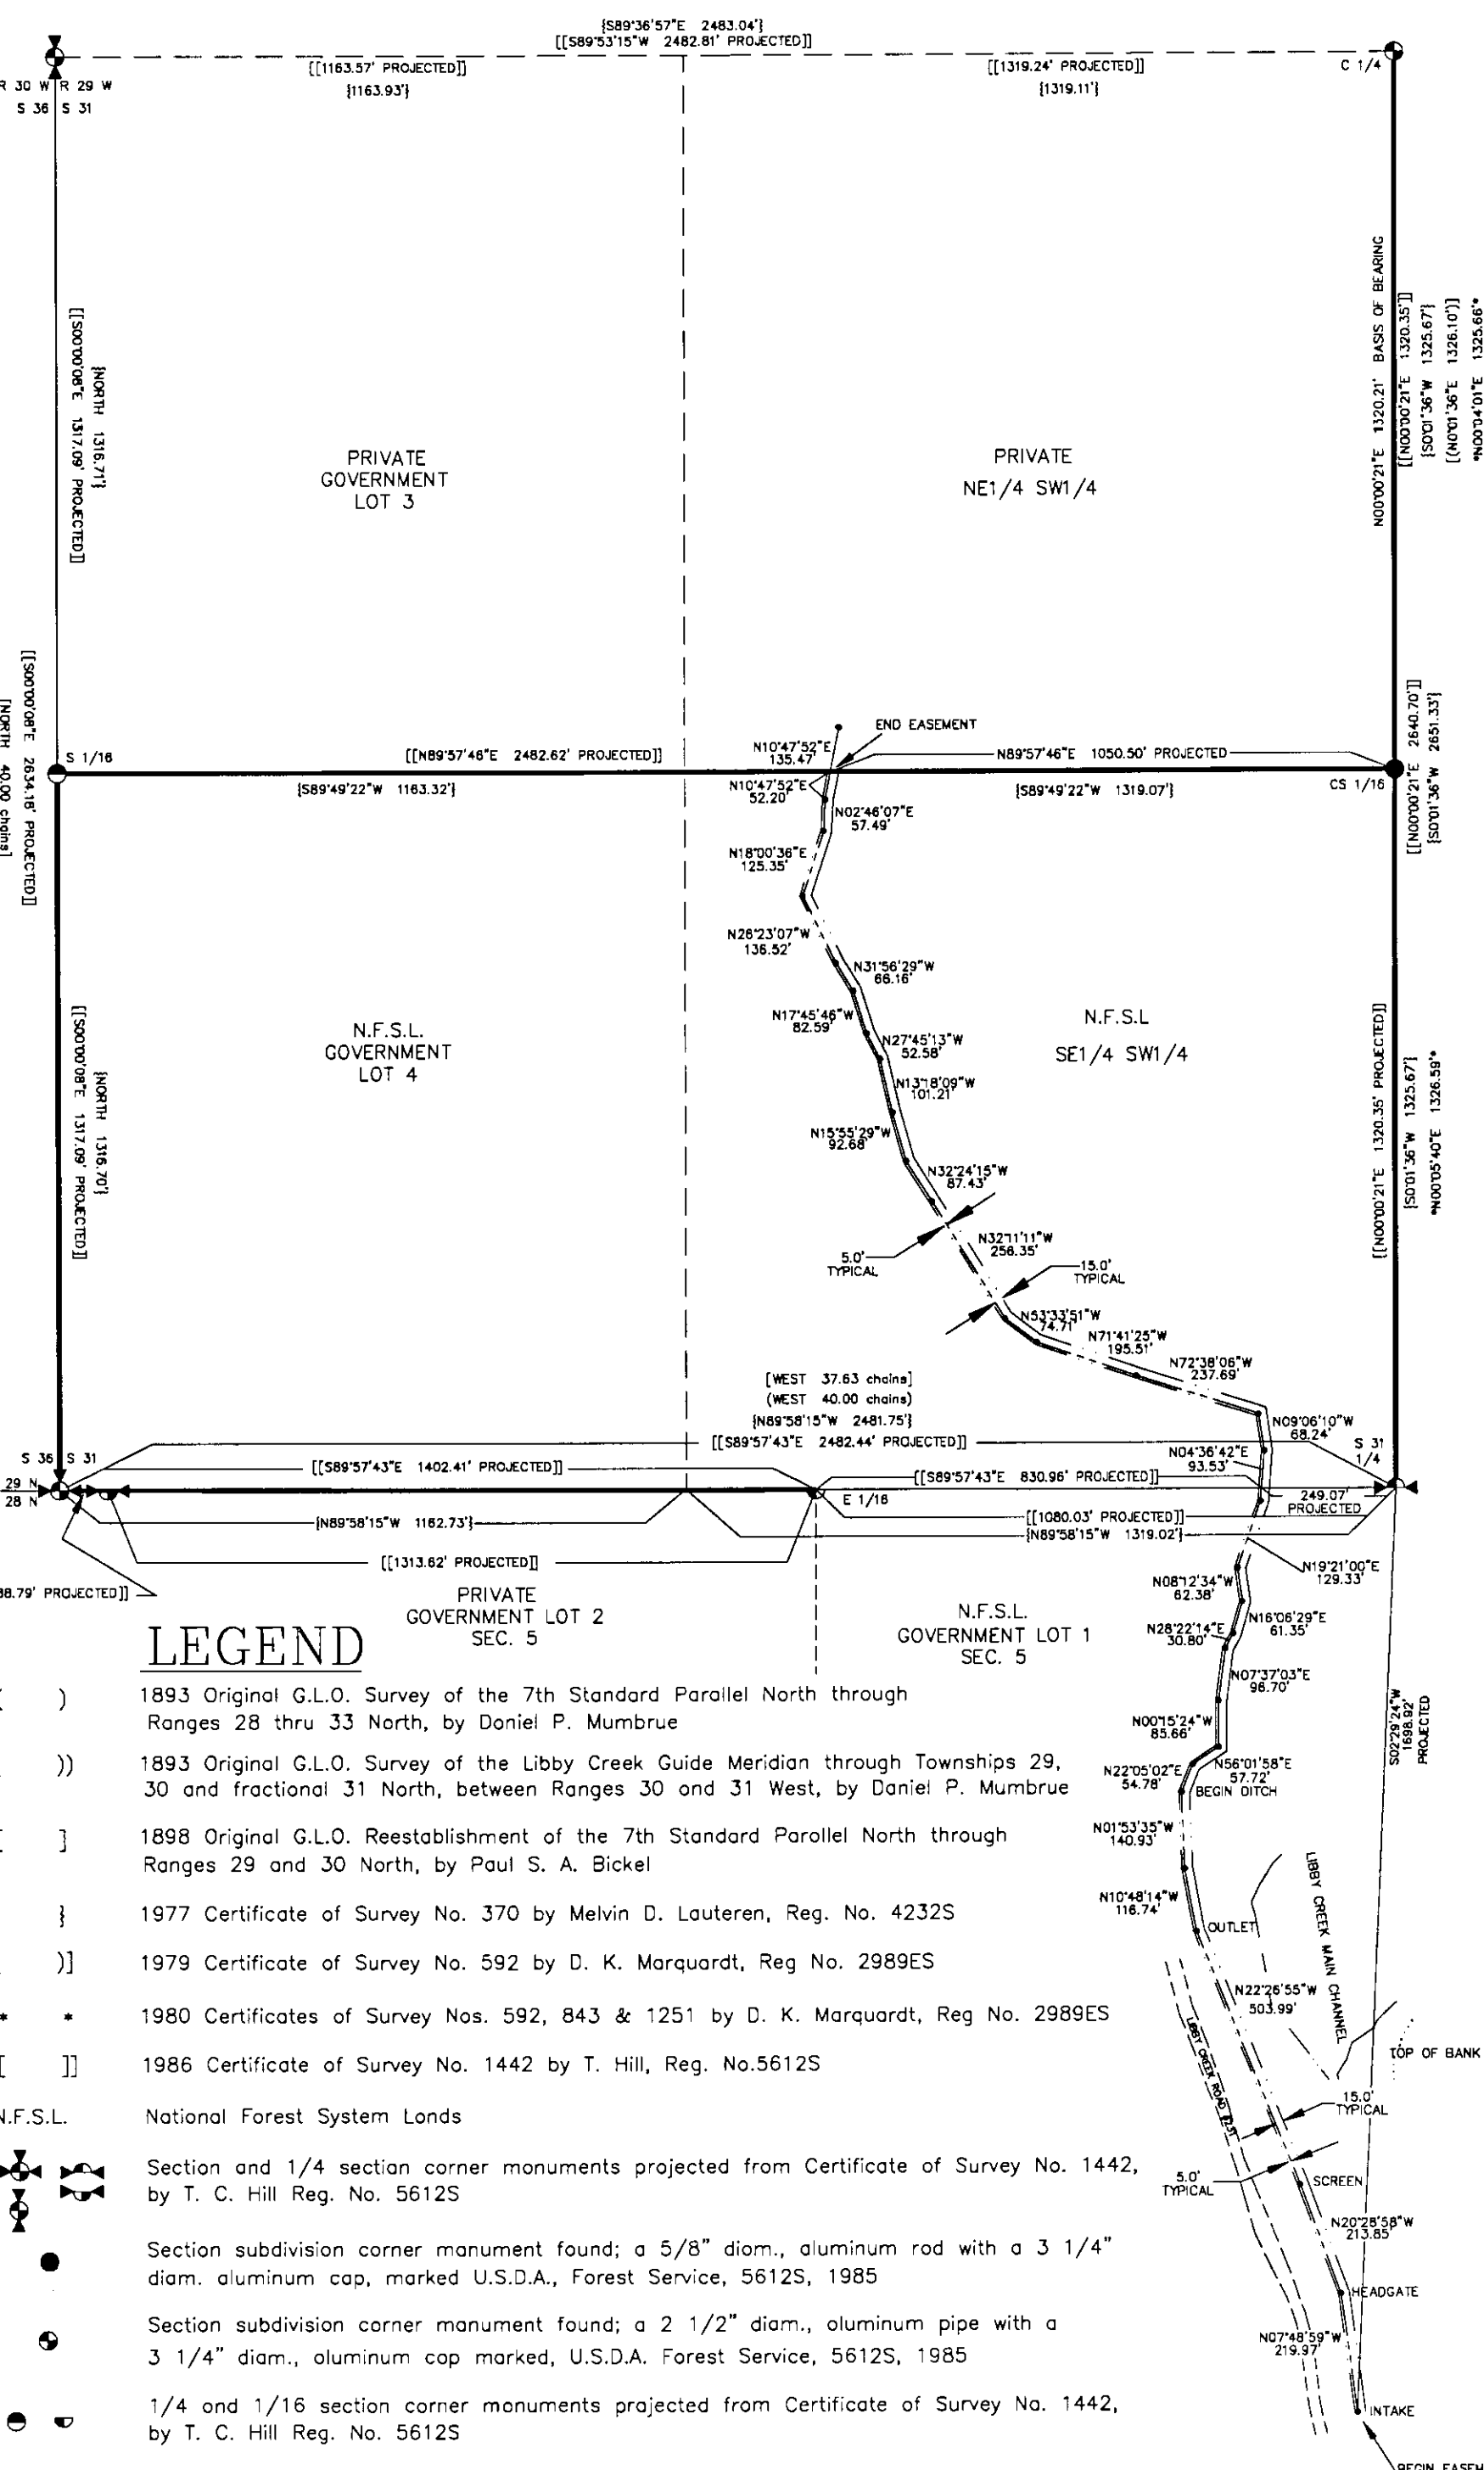 {S89°36'57"E 2483.04'}
[[S89°53'15"W 2482.81' PROJECTED]]
[[1163.57' PROJECTED]]
{1163.93'}
[[1319.24' PROJECTED]]
{1319.11'}
C 1/4
R 30 W R 29 W
S 36 S 31
[[S00°00'08"E 1317.09' PROJECTED]]
{NORTH 1316.71'}
PRIVATE
GOVERNMENT
LOT 3
PRIVATE
NE1/4 SW1/4
N00°00'21"E 1320.21' BASIS OF BEARING
[[N00°00'21"E 1320.35']]
{S0°01'36"W 1325.67'}
[(N0°01'36"E 1326.10')]
*N00°04'01"E 1325.66'*
[[S00°00'08"E 2634.18' PROJECTED]]
[NORTH 40.00 chains]
[[N00°00'21"E 2640.70']]
{S0°01'36"W 2651.33'}
S 1/16
[[N89°57'46"E 2482.62' PROJECTED]]
{S89°49'22"W 1163.32'}
N10°47'52"E
135.47'
END EASEMENT
N89°57'46"E 1050.50' PROJECTED
{S89°49'22"W 1319.07'}
CS 1/16
N10°47'52"E
52.20'
N02°46'07"E
57.49'
N18°00'36"E
125.35'
N26°23'07"W
136.52'
N31°56'29"W
66.16'
N17°45'46"W
82.59'
N27°45'13"W
52.58'
N13°18'09"W
101.21'
N15°55'29"W
92.68'
N32°24'15"W
87.43'
N.F.S.L.
GOVERNMENT
LOT 4
N.F.S.L
SE1/4 SW1/4
[[S00°00'08"E 1317.09' PROJECTED]]
{NORTH 1316.70'}
[[N00°00'21"E 1320.35' PROJECTED]]
{S0°01'36"W 1325.67'}
*N00°05'40"E 1326.59'*
5.0'
TYPICAL
N32°11'11"W
256.35'
15.0'
TYPICAL
N53°33'51"W
74.71'
N71°41'25"W
195.51'
N72°38'06"W
237.69'
[WEST 37.63 chains]
(WEST 40.00 chains)
{N89°58'15"W 2481.75'}
[[S89°57'43"E 2482.44' PROJECTED]]
N09°06'10"W
68.24'
N04°36'42"E
93.53'
S 31
1/4
S 36 S 31
29 N
28 N
[[S89°57'43"E 1402.41' PROJECTED]]
[[S89°57'43"E 830.96' PROJECTED]]
E 1/16
249.07'
PROJECTED
{N89°58'15"W 1162.73'}
[[1080.03' PROJECTED]]
{N89°58'15"W 1319.02'}
[[1313.62' PROJECTED]]
88.79' PROJECTED]]
N19°21'00"E
129.33'
N08°12'34"W
62.38'
N16°06'29"E
61.35'
N28°22'14"E
30.80'
N07°37'03"E
96.70'
N00°15'24"W
85.66'
N56°01'58"E
57.72'
N22°05'02"E
54.78'
BEGIN DITCH
N01°53'35"W
140.93'
N10°48'14"W
116.74'
OUTLET
PRIVATE
GOVERNMENT LOT 2
SEC. 5
N.F.S.L.
GOVERNMENT LOT 1
SEC. 5
S02°29'24"W
1698.92'
PROJECTED
LIBBY CREEK MAIN CHANNEL
N22°26'55"W
503.99'
TOP OF BANK
15.0'
TYPICAL
5.0'
TYPICAL
SCREEN
N20°28'58"W
213.85'
HEADGATE
N07°48'59"W
219.97'
INTAKE
BEGIN EASEM
LEGEND
( ) 1893 Original G.L.O. Survey of the 7th Standard Parallel North through
Ranges 28 thru 33 North, by Daniel P. Mumbrue
)) 1893 Original G.L.O. Survey of the Libby Creek Guide Meridian through Townships 29,
30 and fractional 31 North, between Ranges 30 and 31 West, by Daniel P. Mumbrue
[ ] 1898 Original G.L.O. Reestablishment of the 7th Standard Parallel North through
Ranges 29 and 30 North, by Paul S. A. Bickel
} 1977 Certificate of Survey No. 370 by Melvin D. Lauteren, Reg. No. 4232S
)] 1979 Certificate of Survey No. 592 by D. K. Marquardt, Reg No. 2989ES
* * 1980 Certificates of Survey Nos. 592, 843 & 1251 by D. K. Marquardt, Reg No. 2989ES
[ ]] 1986 Certificate of Survey No. 1442 by T. Hill, Reg. No.5612S
N.F.S.L. National Forest System Lands
Section and 1/4 section corner monuments projected from Certificate of Survey No. 1442,
by T. C. Hill Reg. No. 5612S
Section subdivision corner monument found; a 5/8" diam., aluminum rod with a 3 1/4"
diam. aluminum cap, marked U.S.D.A., Forest Service, 5612S, 1985
Section subdivision corner monument found; a 2 1/2" diam., aluminum pipe with a
3 1/4" diam., aluminum cap marked, U.S.D.A. Forest Service, 5612S, 1985
1/4 and 1/16 section corner monuments projected from Certificate of Survey No. 1442,
by T. C. Hill Reg. No. 5612S
LIBBY CREEK ROAD